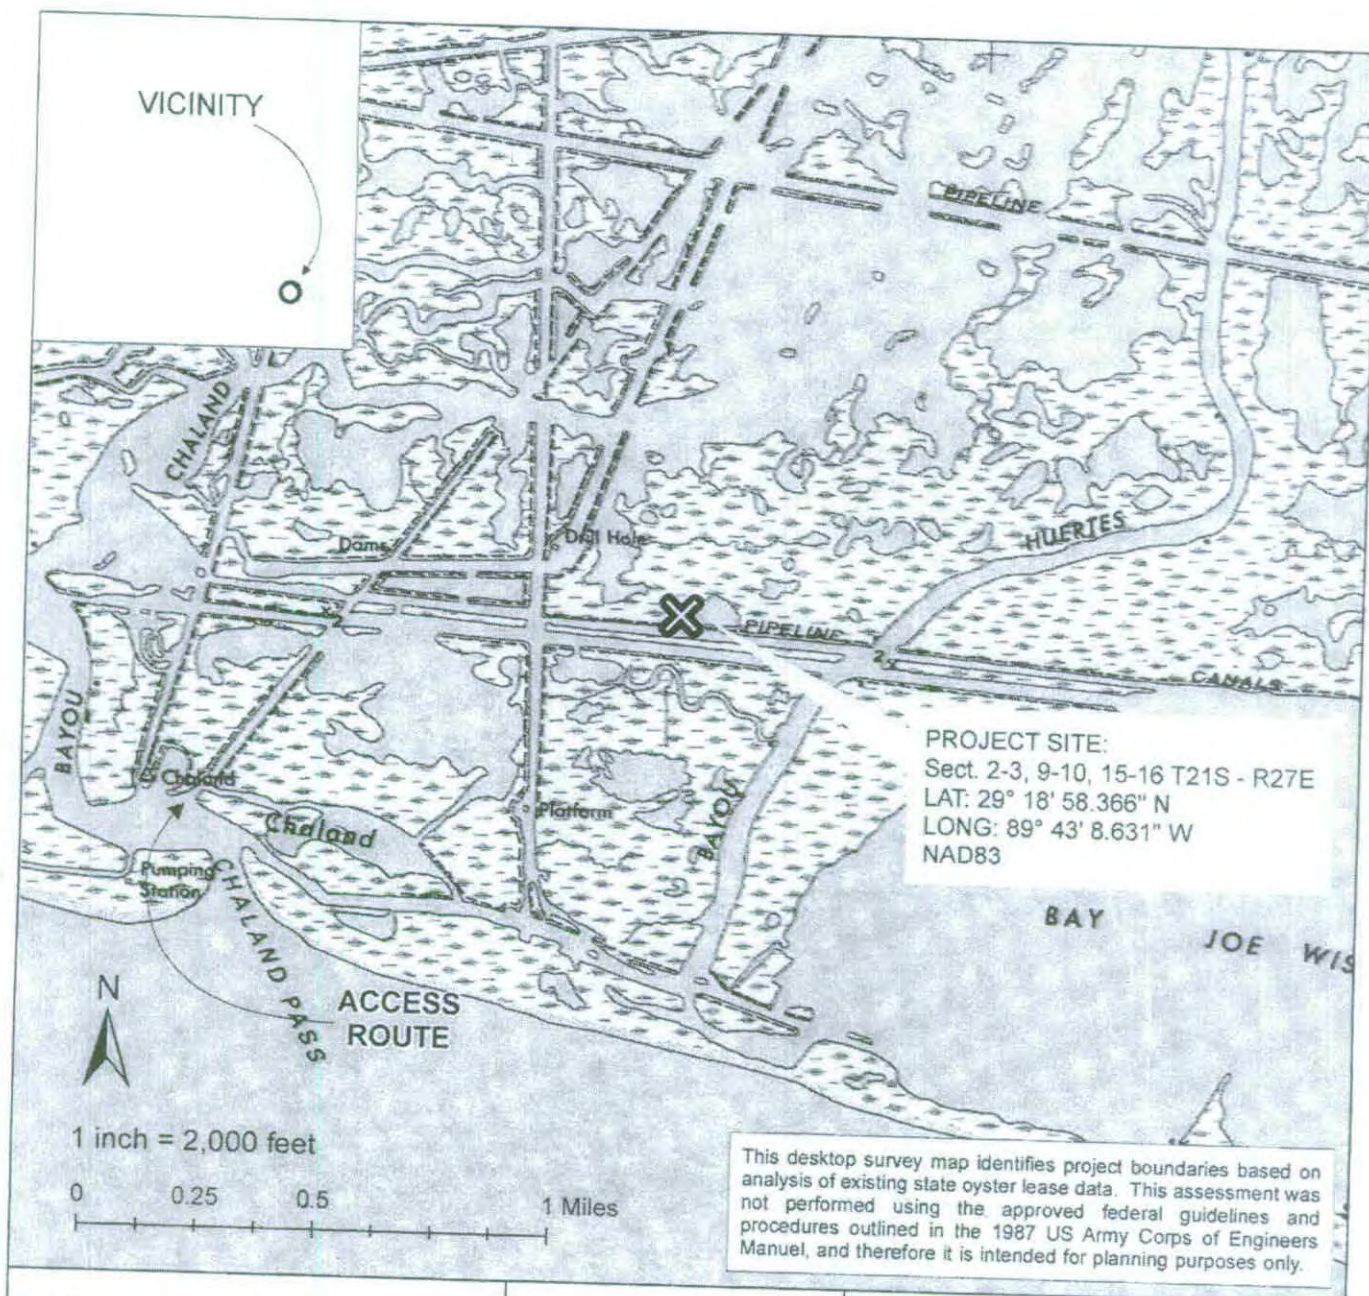 VICINITY
PIPELINE
CHALAND
HUERTES
Dams
Drill Hole
PIPELINE
CANALS
BAYOU
Chaland
Chaland
Platform
BAYOU
PROJECT SITE:
Sect. 2-3, 9-10, 15-16 T21S - R27E
LAT: 29° 18' 58.366" N
LONG: 89° 43' 8.631" W
NAD83
Pumping
Station
CHALAND PASS
BAY JOE WIS
N
ACCESS
ROUTE
1 inch = 2,000 feet
0 0.25 0.5 1 Miles
This desktop survey map identifies project boundaries based on
analysis of existing state oyster lease data. This assessment was
not performed using the approved federal guidelines and
procedures outlined in the 1987 US Army Corps of Engineers
Manuel, and therefore it is intended for planning purposes only.